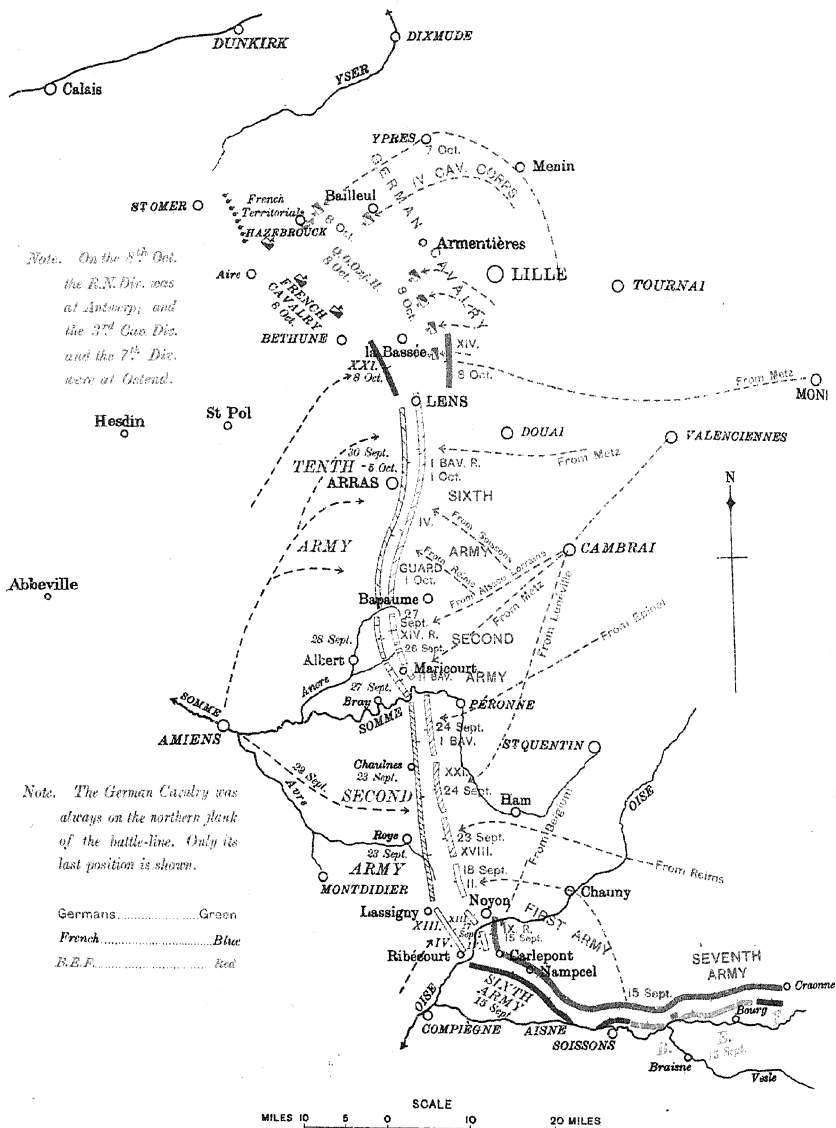 DUNKIRK
DIXMUDE
Calais
YSER
YPRES
7 Oct.
Menin
GERMAN CAVALRY
IV CAV. CORPS
ST OMER
French
Territorials
Bailleul
8 Oct.
HAZEBROUCK
Armentières
Note. On the 8th Oct.
the R.N. Div. was
at Antwerp; and
the 3rd Cav. Div.
and the 7th Div.
were at Ostend.
Aire
8 Oct.
LILLE
TOURNAI
FRENCH
CAVALRY
8 Oct.
8 Oct.
BETHUNE
la Bassée
XIV.
8 Oct.
XXI.
8 Oct.
From Metz
MON
LENS
Hesdin
St Pol
DOUAI
VALENCIENNES
30 Sept.
TENTH -5 Oct.
ARRAS
I BAV. R.
1 Oct.
From Metz
N
SIXTH
IV.
From Soissons
ARMY
ARMY
CAMBRAI
From Reims
GUARD
1 Oct.
From Alsace Lorraine
From Metz
From Luneville
Abbeville
Bapaume
27
Sept.
XIV. R.
26 Sept.
SECOND
From Epinal
28 Sept.
Albert
Maricourt
II BAV.
ARMY
Ancre
27 Sept.
Bray
SOMME
SOMME
PÉRONNE
AMIENS
24 Sept.
I BAV.
ST QUENTIN
Chaulnes
23 Sept.
XXI.
24 Sept.
Note. The German Cavalry was
always on the northern flank
of the battle-line. Only its
last position is shown.
Avre
SECOND
Ham
OISE
From Belgium
Roye
23 Sept.
23 Sept.
XVIII.
ARMY
From Reims
MONTDIDIER
18 Sept.
II.
Chauny
Germans Green
French Blue
B.E.F. Red
Lassigny
Noyon
XIII.
IX. R.
15 Sept.
FIRST ARMY
IV.
Ribécourt
Carlepont
Nampcel
SEVENTH
ARMY
SIXTH
ARMY
15 Sept.
15 Sept.
Craonne
OISE
COMPIÈGNE
AISNE
SOISSONS
Bourg
B. E. F.
15 Sept.
Braisne
Vesle
SCALE
MILES 10 5 0 10 20 MILES